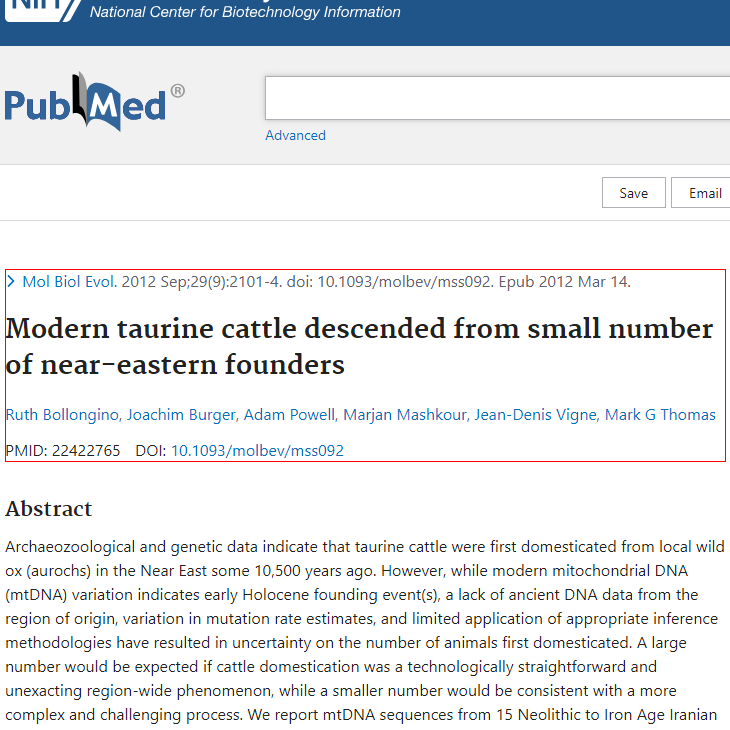 National Center for Biotechnology Information
PubMed®
Advanced
Save
Email
Mol Biol Evol. 2012 Sep;29(9):2101-4. doi: 10.1093/molbev/mss092. Epub 2012 Mar 14.
Modern taurine cattle descended from small number
of near-eastern founders
Ruth Bollongino, Joachim Burger, Adam Powell, Marjan Mashkour, Jean-Denis Vigne, Mark G Thomas
PMID: 22422765 DOI: 10.1093/molbev/mss092
Abstract
Archaeozoological and genetic data indicate that taurine cattle were first domesticated from local wild
ox (aurochs) in the Near East some 10,500 years ago. However, while modern mitochondrial DNA
(mtDNA) variation indicates early Holocene founding event(s), a lack of ancient DNA data from the
region of origin, variation in mutation rate estimates, and limited application of appropriate inference
methodologies have resulted in uncertainty on the number of animals first domesticated. A large
number would be expected if cattle domestication was a technologically straightforward and
unexacting region-wide phenomenon, while a smaller number would be consistent with a more
complex and challenging process. We report mtDNA sequences from 15 Neolithic to Iron Age Iranian